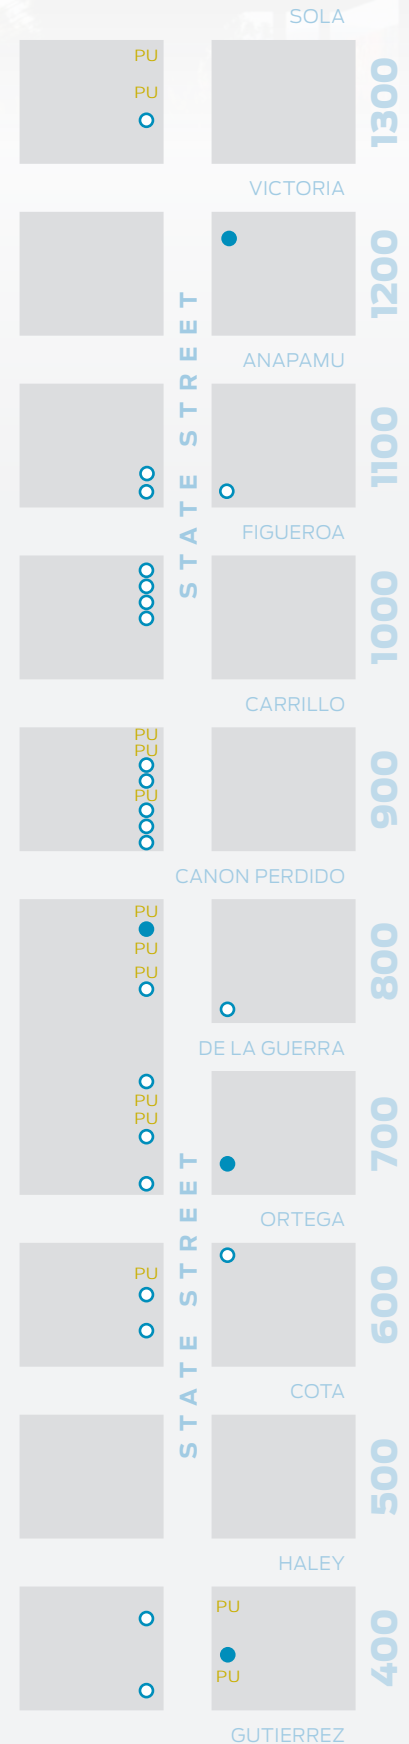 SOLA
PU
PU
1300
VICTORIA
1200
STATE STREET
ANAPAMU
1100
FIGUEROA
1000
CARRILLO
PU
PU
PU
900
CANON PERDIDO
PU
PU
PU
800
DE LA GUERRA
PU
PU
700
STATE STREET
ORTEGA
PU
600
COTA
500
HALEY
PU
PU
400
GUTIERREZ